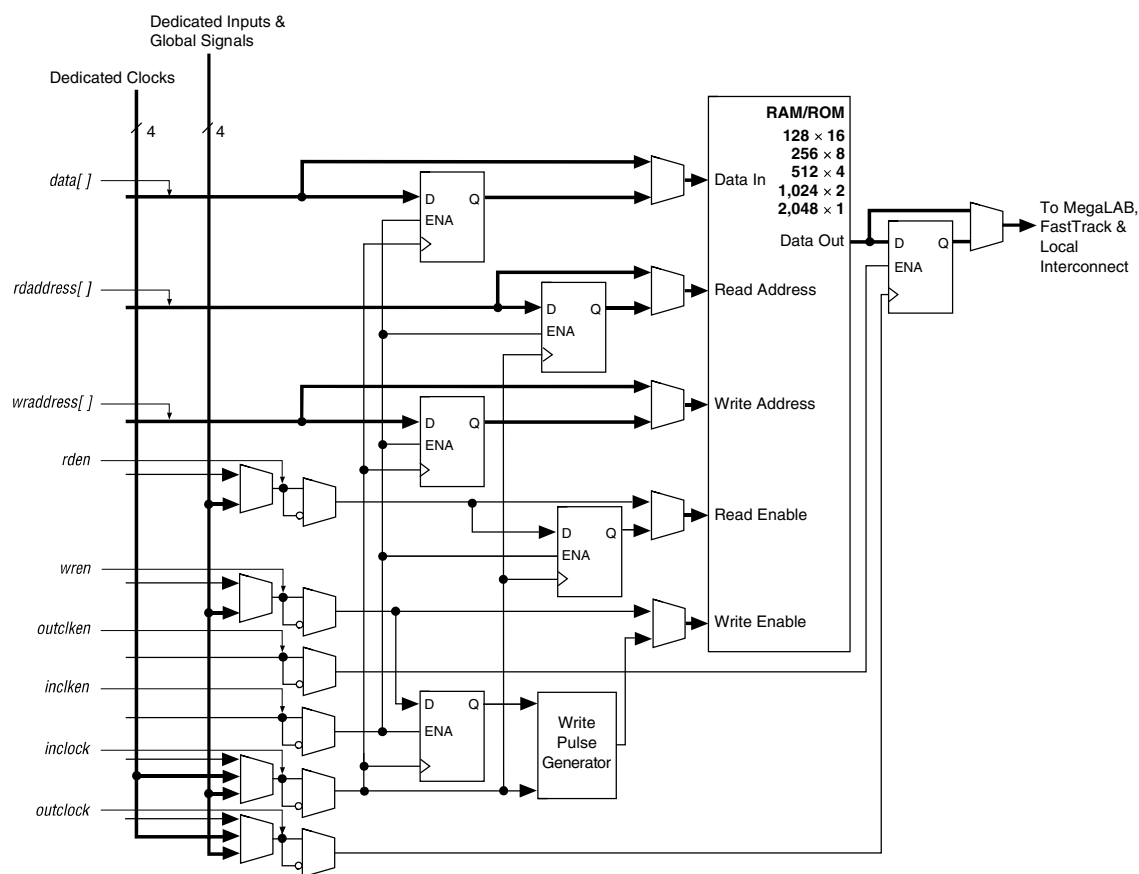 Dedicated Inputs &
Global Signals
Dedicated Clocks
4
4
RAM/ROM
128 × 16
256 × 8
512 × 4
1,024 × 2
2,048 × 1
data[ ]
D
Q
ENA
Data In
Data Out
D
Q
ENA
To MegaLAB,
FastTrack &
Local
Interconnect
rdaddress[ ]
D
Q
ENA
Read Address
wraddress[ ]
D
Q
ENA
Write Address
rden
D
Q
ENA
Read Enable
wren
Write Enable
outclken
inclken
D
Q
ENA
Write
Pulse
Generator
inclock
outclock